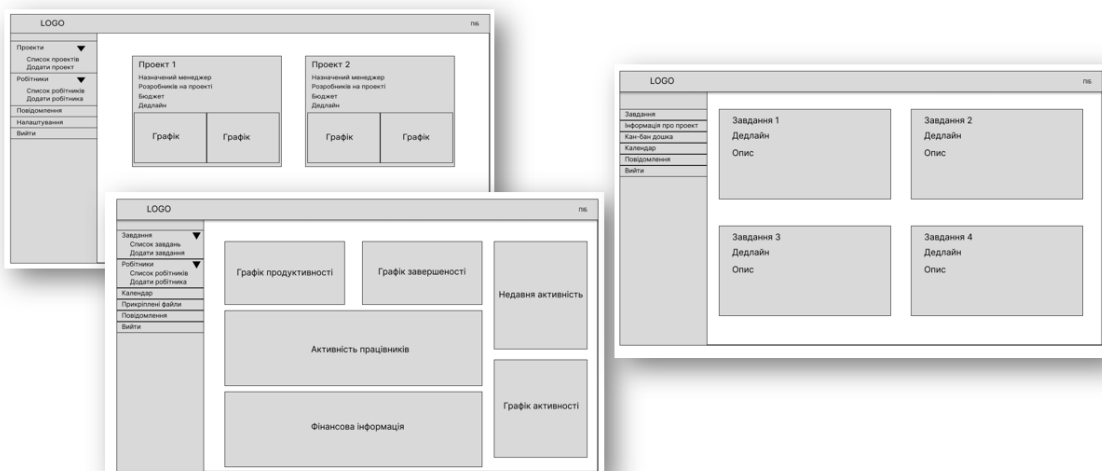 LOGO
ПІБ
Проекти
Список проектів
Додати проект
Робітники
Список робітників
Додати робітника
Повідомлення
Налаштування
Вийти
Проект 1
Назначений менеджер
Розробників на проекті
Бюджет
Дедлайн
Графік
Графік
Проект 2
Назначений менеджер
Розробників на проекті
Бюджет
Дедлайн
Графік
Графік
LOGO
ПІБ
Завдання
Список завдань
Додати завдання
Робітники
Список робітників
Додати робітника
Календар
Прикріплені файли
Повідомлення
Вийти
Графік продуктивності
Графік завершеності
Недавня активність
Активність працівників
Графік активності
Фінансова інформація
LOGO
ПІБ
Завдання
Інформація про проект
Кан-бан дошка
Календар
Повідомлення
Вийти
Завдання 1
Дедлайн
Опис
Завдання 2
Дедлайн
Опис
Завдання 3
Дедлайн
Опис
Завдання 4
Дедлайн
Опис